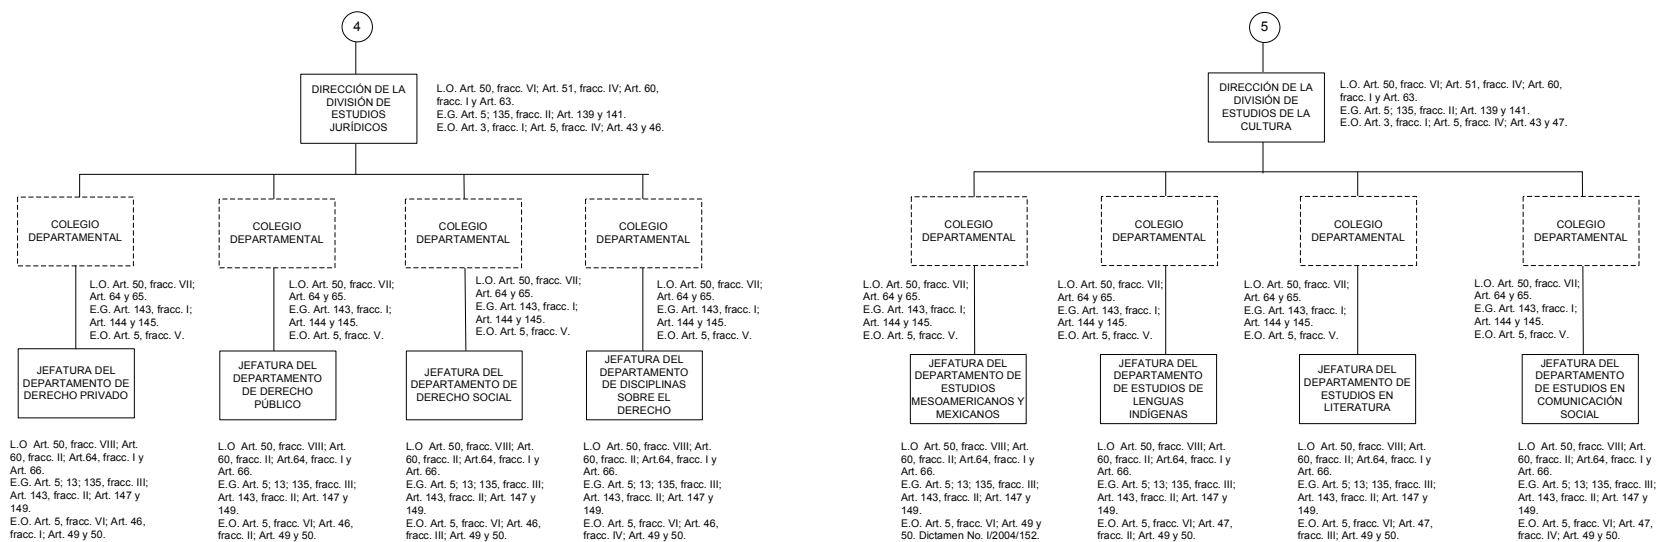 4
DIRECCIÓN DE LA
DIVISIÓN DE
ESTUDIOS
JURÍDICOS
L.O. Art. 50, fracc. VI; Art. 51, fracc. IV; Art. 60,
fracc. I y Art. 63.
E.G. Art. 5; 135, fracc. II; Art. 139 y 141.
E.O. Art. 3, fracc. I; Art. 5, fracc. IV; Art. 43 y 46.
COLEGIO
DEPARTAMENTAL
COLEGIO
DEPARTAMENTAL
COLEGIO
DEPARTAMENTAL
COLEGIO
DEPARTAMENTAL
L.O. Art. 50, fracc. VII;
Art. 64 y 65.
E.G. Art. 143, fracc. I;
Art. 144 y 145.
E.O. Art. 5, fracc. V.
L.O. Art. 50, fracc. VII;
Art. 64 y 65.
E.G. Art. 143, fracc. I;
Art. 144 y 145.
E.O. Art. 5, fracc. V.
L.O. Art. 50, fracc. VII;
Art. 64 y 65.
E.G. Art. 143, fracc. I;
Art. 144 y 145.
E.O. Art. 5, fracc. V.
L.O. Art. 50, fracc. VII;
Art. 64 y 65.
E.G. Art. 143, fracc. I;
Art. 144 y 145.
E.O. Art. 5, fracc. V.
JEFATURA DEL
DEPARTAMENTO DE
DERECHO PRIVADO
JEFATURA DEL
DEPARTAMENTO
DE DERECHO
PÚBLICO
JEFATURA DEL
DEPARTAMENTO DE
DERECHO SOCIAL
JEFATURA DEL
DEPARTAMENTO
DE DISCIPLINAS
SOBRE EL
DERECHO
L.O Art. 50, fracc. VIII; Art.
60, fracc. II; Art.64, fracc. I y
Art. 66.
E.G. Art. 5; 13; 135, fracc. III;
Art. 143, fracc. II; Art. 147 y
149.
E.O. Art. 5, fracc. VI; Art. 46,
fracc. I; Art. 49 y 50.
L.O Art. 50, fracc. VIII; Art.
60, fracc. II; Art.64, fracc. I y
Art. 66.
E.G. Art. 5; 13; 135, fracc. III;
Art. 143, fracc. II; Art. 147 y
149.
E.O. Art. 5, fracc. VI; Art. 46,
fracc. II; Art. 49 y 50.
L.O Art. 50, fracc. VIII; Art.
60, fracc. II; Art.64, fracc. I y
Art. 66.
E.G. Art. 5; 13; 135, fracc. III;
Art. 143, fracc. II; Art. 147 y
149.
E.O. Art. 5, fracc. VI; Art. 46,
fracc. III; Art. 49 y 50.
L.O Art. 50, fracc. VIII; Art.
60, fracc. II; Art.64, fracc. I y
Art. 66.
E.G. Art. 5; 13; 135, fracc. III;
Art. 143, fracc. II; Art. 147 y
149.
E.O. Art. 5, fracc. VI; Art. 46,
fracc. IV; Art. 49 y 50.
5
DIRECCIÓN DE LA
DIVISIÓN DE
ESTUDIOS DE LA
CULTURA
L.O. Art. 50, fracc. VI; Art. 51, fracc. IV; Art. 60,
fracc. I y Art. 63.
E.G. Art. 5; 135, fracc. II; Art. 139 y 141.
E.O. Art. 3, fracc. I; Art. 5, fracc. IV; Art. 43 y 47.
COLEGIO
DEPARTAMENTAL
COLEGIO
DEPARTAMENTAL
COLEGIO
DEPARTAMENTAL
COLEGIO
DEPARTAMENTAL
L.O. Art. 50, fracc. VII;
Art. 64 y 65.
E.G. Art. 143, fracc. I;
Art. 144 y 145.
E.O. Art. 5, fracc. V.
L.O. Art. 50, fracc. VII;
Art. 64 y 65.
E.G. Art. 143, fracc. I;
Art. 144 y 145.
E.O. Art. 5, fracc. V.
L.O. Art. 50, fracc. VII;
Art. 64 y 65.
E.G. Art. 143, fracc. I;
Art. 144 y 145.
E.O. Art. 5, fracc. V.
L.O. Art. 50, fracc. VII;
Art. 64 y 65.
E.G. Art. 143, fracc. I;
Art. 144 y 145.
E.O. Art. 5, fracc. V.
JEFATURA DEL
DEPARTAMENTO DE
ESTUDIOS
MESOAMERICANOS Y
MEXICANOS
JEFATURA DEL
DEPARTAMENTO
DE ESTUDIOS DE
LENGUAS
INDÍGENAS
JEFATURA DEL
DEPARTAMENTO DE
ESTUDIOS EN
LITERATURA
JEFATURA DEL
DEPARTAMENTO
DE ESTUDIOS EN
COMUNICACIÓN
SOCIAL
L.O Art. 50, fracc. VIII; Art.
60, fracc. II; Art.64, fracc. I y
Art. 66.
E.G. Art. 5; 13; 135, fracc. III;
Art. 143, fracc. II; Art. 147 y
149.
E.O. Art. 5, fracc. VI; Art. 49 y
50. Dictamen No. I/2004/152.
L.O Art. 50, fracc. VIII; Art.
60, fracc. II; Art.64, fracc. I y
Art. 66.
E.G. Art. 5; 13; 135, fracc. III;
Art. 143, fracc. II; Art. 147 y
149.
E.O. Art. 5, fracc. VI; Art. 47,
fracc. II; Art. 49 y 50.
L.O Art. 50, fracc. VIII; Art.
60, fracc. II; Art.64, fracc. I y
Art. 66.
E.G. Art. 5; 13; 135, fracc. III;
Art. 143, fracc. II; Art. 147 y
149.
E.O. Art. 5, fracc. VI; Art. 47,
fracc. III; Art. 49 y 50.
L.O Art. 50, fracc. VIII; Art.
60, fracc. II; Art.64, fracc. I y
Art. 66.
E.G. Art. 5; 13; 135, fracc. III;
Art. 143, fracc. II; Art. 147 y
149.
E.O. Art. 5, fracc. VI; Art. 47,
fracc. IV; Art. 49 y 50.